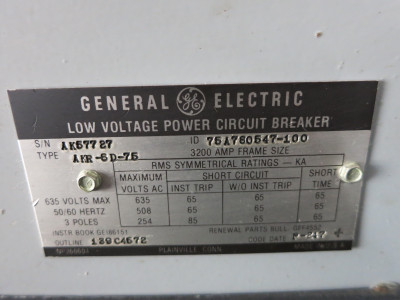 GENERAL GE ELECTRIC
LOW VOLTAGE POWER CIRCUIT BREAKER
S/N AK57727 ID 75A760547-100
TYPE AKR-6D-75 3200 AMP FRAME SIZE
RMS SYMMETRICAL RATINGS — KA
MAXIMUM SHORT CIRCUIT SHORT
VOLTS AC INST TRIP W/O INST TRIP TIME
635 VOLTS MAX 635 65 65 65
50/60 HERTZ 508 65 65 65
3 POLES 254 85 65 65
INSTR BOOK GEI86151 RENEWAL PARTS BULL
OUTLINE 139C4572 CODE DATE
PLAINVILLE, CONN. MADE IN U.S.A.